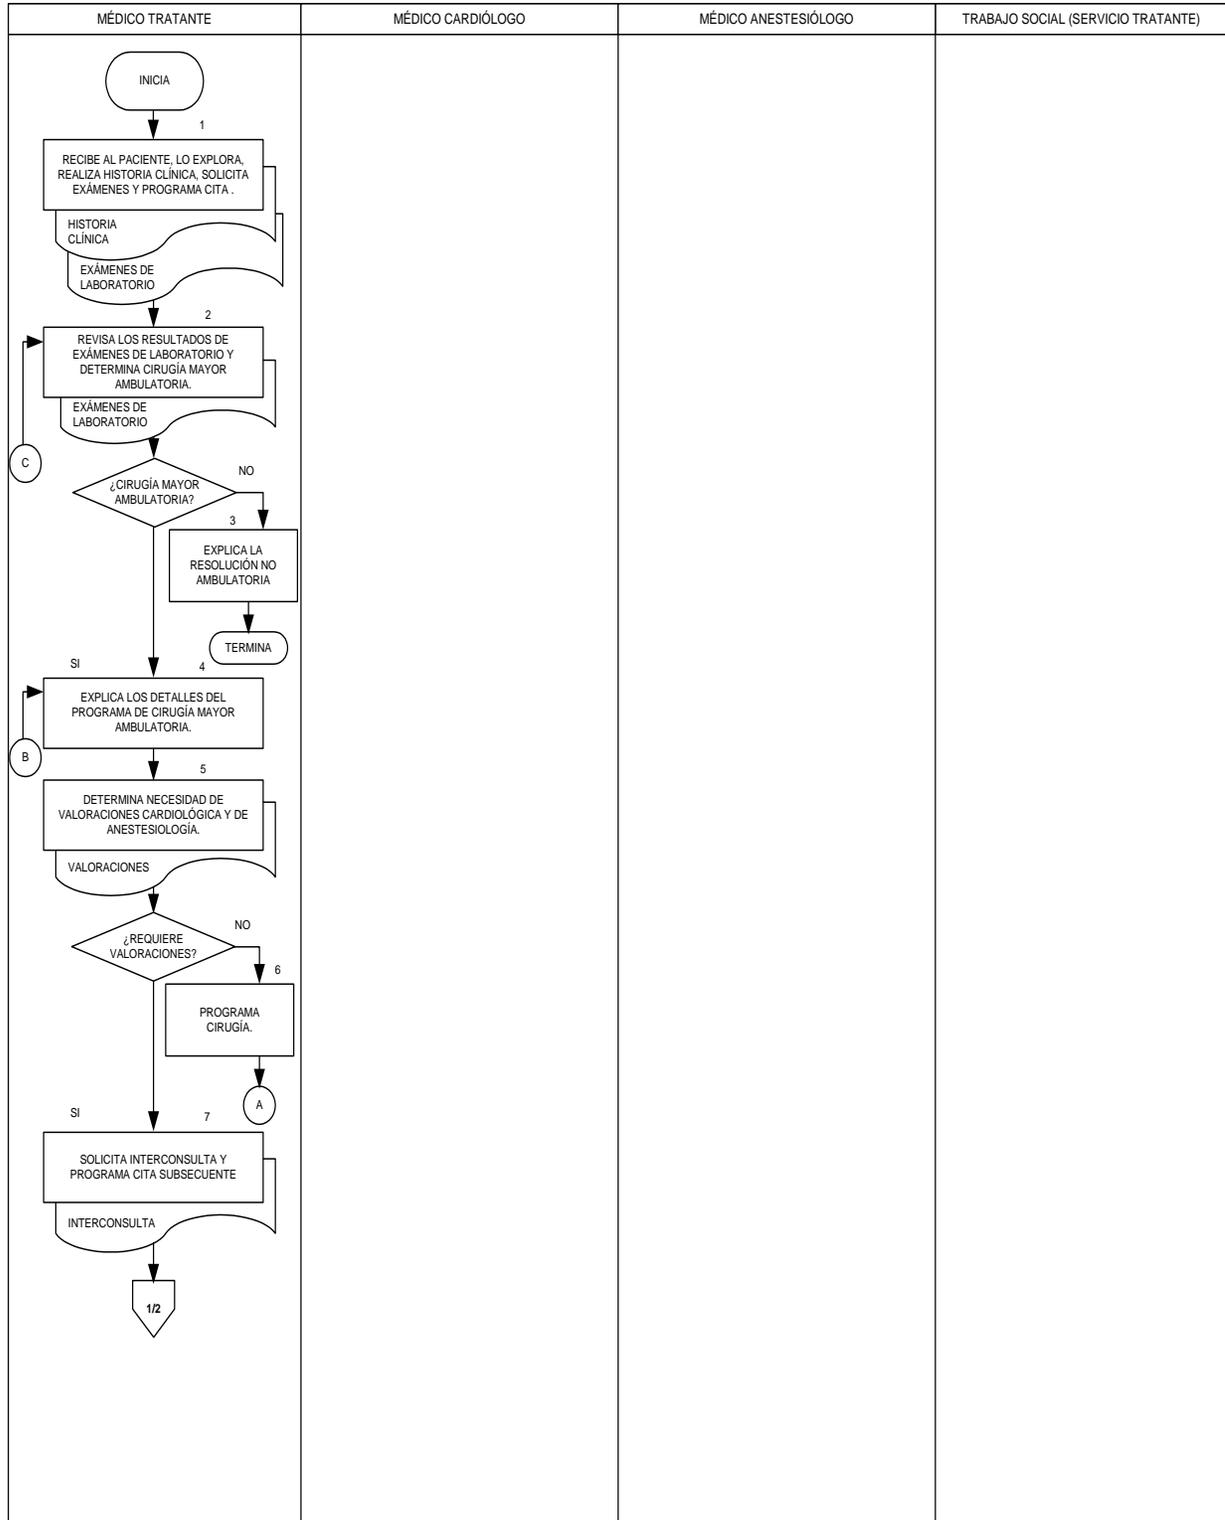 MÉDICO TRATANTE
MÉDICO CARDIÓLOGO
MÉDICO ANESTESIÓLOGO
TRABAJO SOCIAL (SERVICIO TRATANTE)
INICIA
1
RECIBE AL PACIENTE, LO EXPLORA,
REALIZA HISTORIA CLÍNICA, SOLICITA
EXÁMENES Y PROGRAMA CITA .
HISTORIA
CLÍNICA
EXÁMENES DE
LABORATORIO
2
REVISA LOS RESULTADOS DE
EXÁMENES DE LABORATORIO Y
DETERMINA CIRUGÍA MAYOR
AMBULATORIA.
EXÁMENES DE
LABORATORIO
C
¿CIRUGÍA MAYOR
AMBULATORIA?
NO
3
EXPLICA LA
RESOLUCIÓN NO
AMBULATORIA
TERMINA
SI
4
EXPLICA LOS DETALLES DEL
PROGRAMA DE CIRUGÍA MAYOR
AMBULATORIA.
B
5
DETERMINA NECESIDAD DE
VALORACIONES CARDIOLÓGICA Y DE
ANESTESIOLOGÍA.
VALORACIONES
¿REQUIERE
VALORACIONES?
NO
6
PROGRAMA
CIRUGÍA.
A
SI
7
SOLICITA INTERCONSULTA Y
PROGRAMA CITA SUBSECUENTE
INTERCONSULTA
1/2